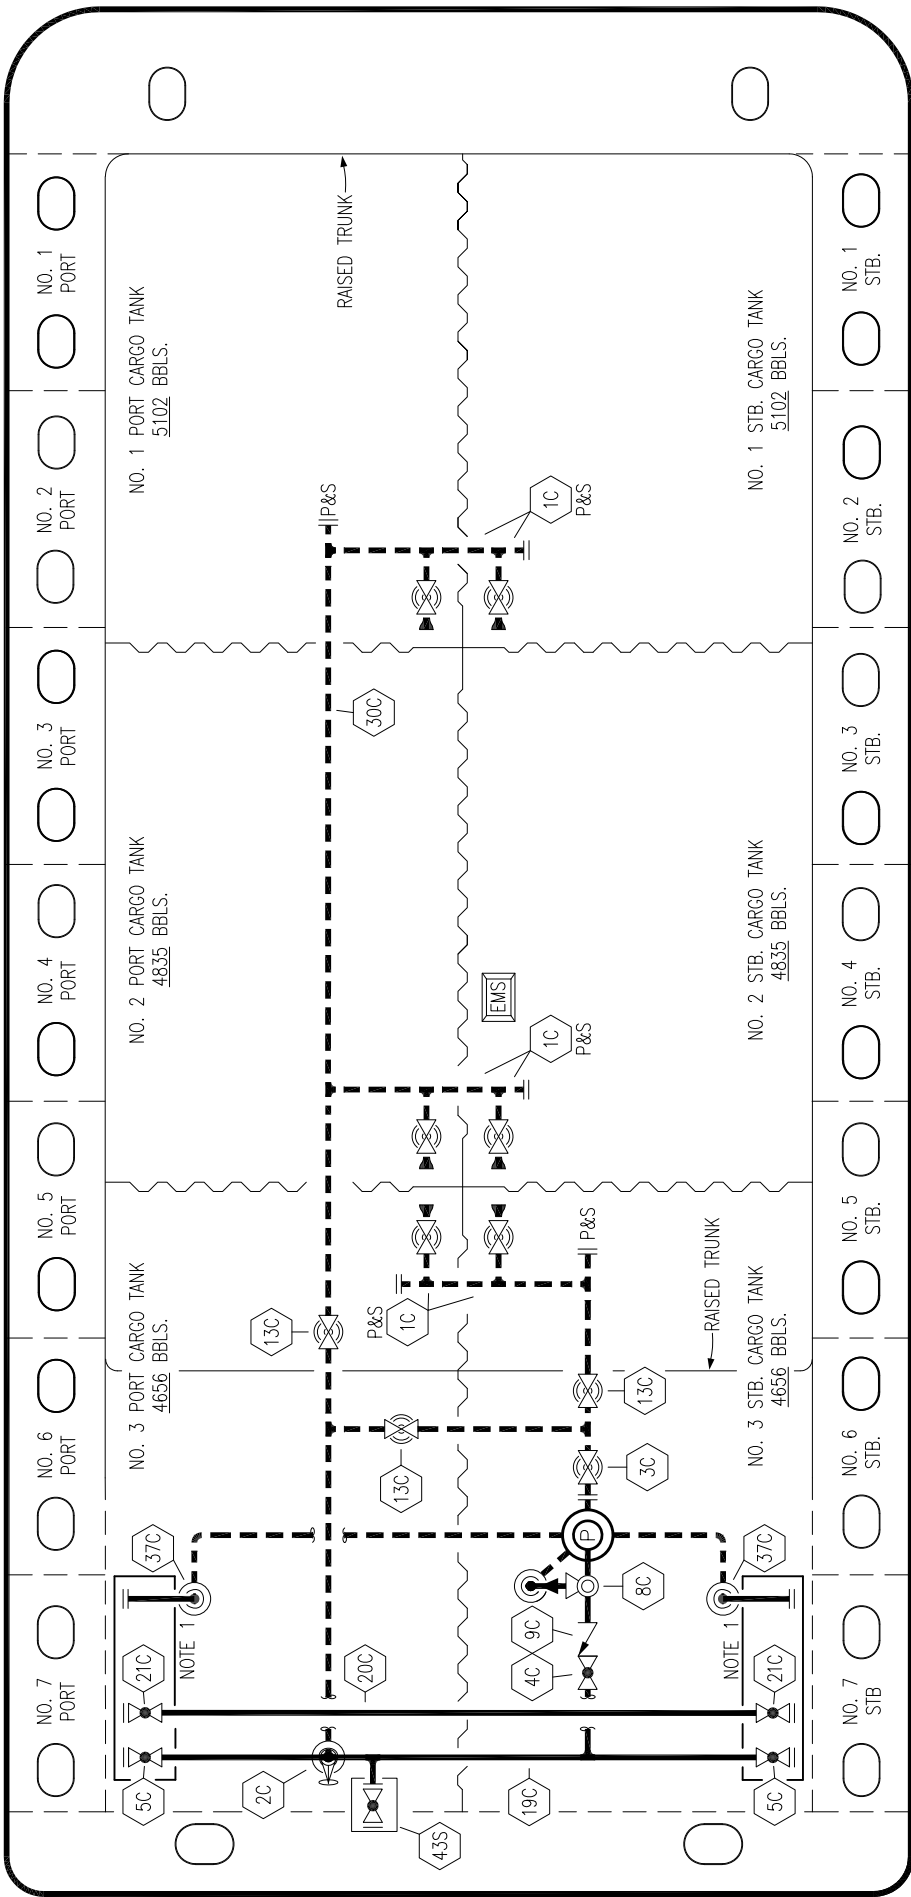 NO. 1
PORT
NO. 2
PORT
NO. 3
PORT
NO. 4
PORT
NO. 5
PORT
NO. 6
PORT
NO. 7
PORT
NO. 1 PORT CARGO TANK
5102 BBLS.
NO. 2 PORT CARGO TANK
4835 BBLS.
NO. 3 PORT CARGO TANK
4656 BBLS.
RAISED TRUNK
P&S
30C
1C
P&S
EMS
1C
P&S
13C
P&S
1C
P&S
RAISED TRUNK
13C
13C
3C
37C
P
37C
8C
9C
4C
NOTE 1
NOTE 1
21C
20C
21C
5C
2C
19C
5C
43S
NO. 1 STB. CARGO TANK
5102 BBLS.
NO. 2 STB. CARGO TANK
4835 BBLS.
NO. 3 STB. CARGO TANK
4656 BBLS.
NO. 1
STB.
NO. 2
STB.
NO. 3
STB.
NO. 4
STB.
NO. 5
STB.
NO. 6
STB.
NO. 7
STB